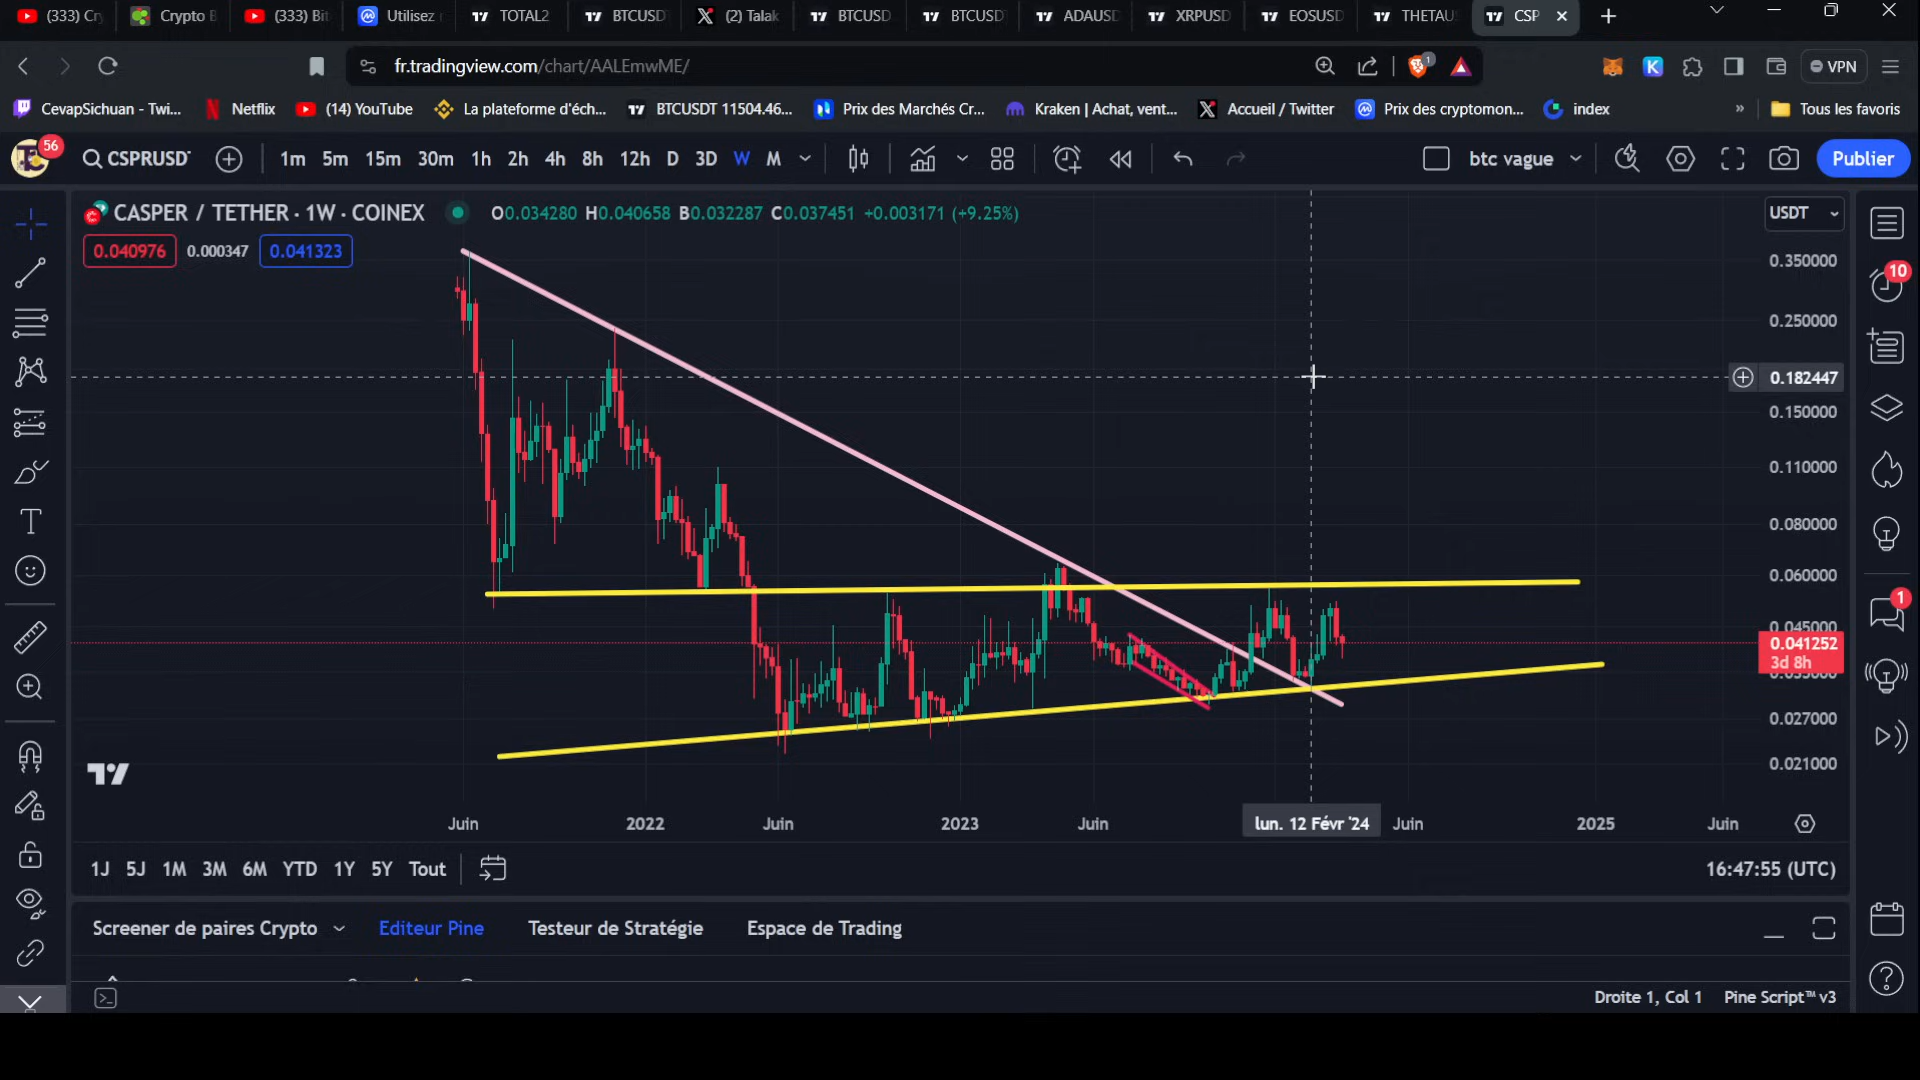 (333) Cr
Crypto B
(333) Bit
Utilisez
TOTAL2
BTCUSDT
(2) Talak
BTCUSD
BTCUSD
ADAUSD
XRPUSD
EOSUSD
THETAUS
CSP
fr.tradingview.com/chart/AALEmwME/
1
VPN
CevapSichuan - Twi...
Netflix
(14) YouTube
La plateforme d'éch...
BTCUSDT 11504.46...
Prix des Marchés Cr...
Kraken | Achat, vent...
Accueil / Twitter
Prix des cryptomon...
index
»
Tous les favoris
56
CSPRUSDT
1m 5m 15m 30m 1h 2h 4h 8h 12h D 3D W M
btc vague
Publier
CASPER / TETHER · 1W · COINEX
O0.034280 H0.040658 B0.032287 C0.037451 +0.003171 (+9.25%)
USDT
0.040976 0.000347 0.041323
0.350000
10
0.250000
0.182447
0.150000
0.110000
0.080000
0.060000
1
0.045000
0.041252
3d 8h
0.035000
0.027000
0.021000
Juin 2022 Juin 2023 Juin lun. 12 Févr '24 Juin 2025 Juin
1J 5J 1M 3M 6M YTD 1Y 5Y Tout
16:47:55 (UTC)
Screener de paires Crypto
Editeur Pine
Testeur de Stratégie
Espace de Trading
Droite 1, Col 1 Pine Script™ v3